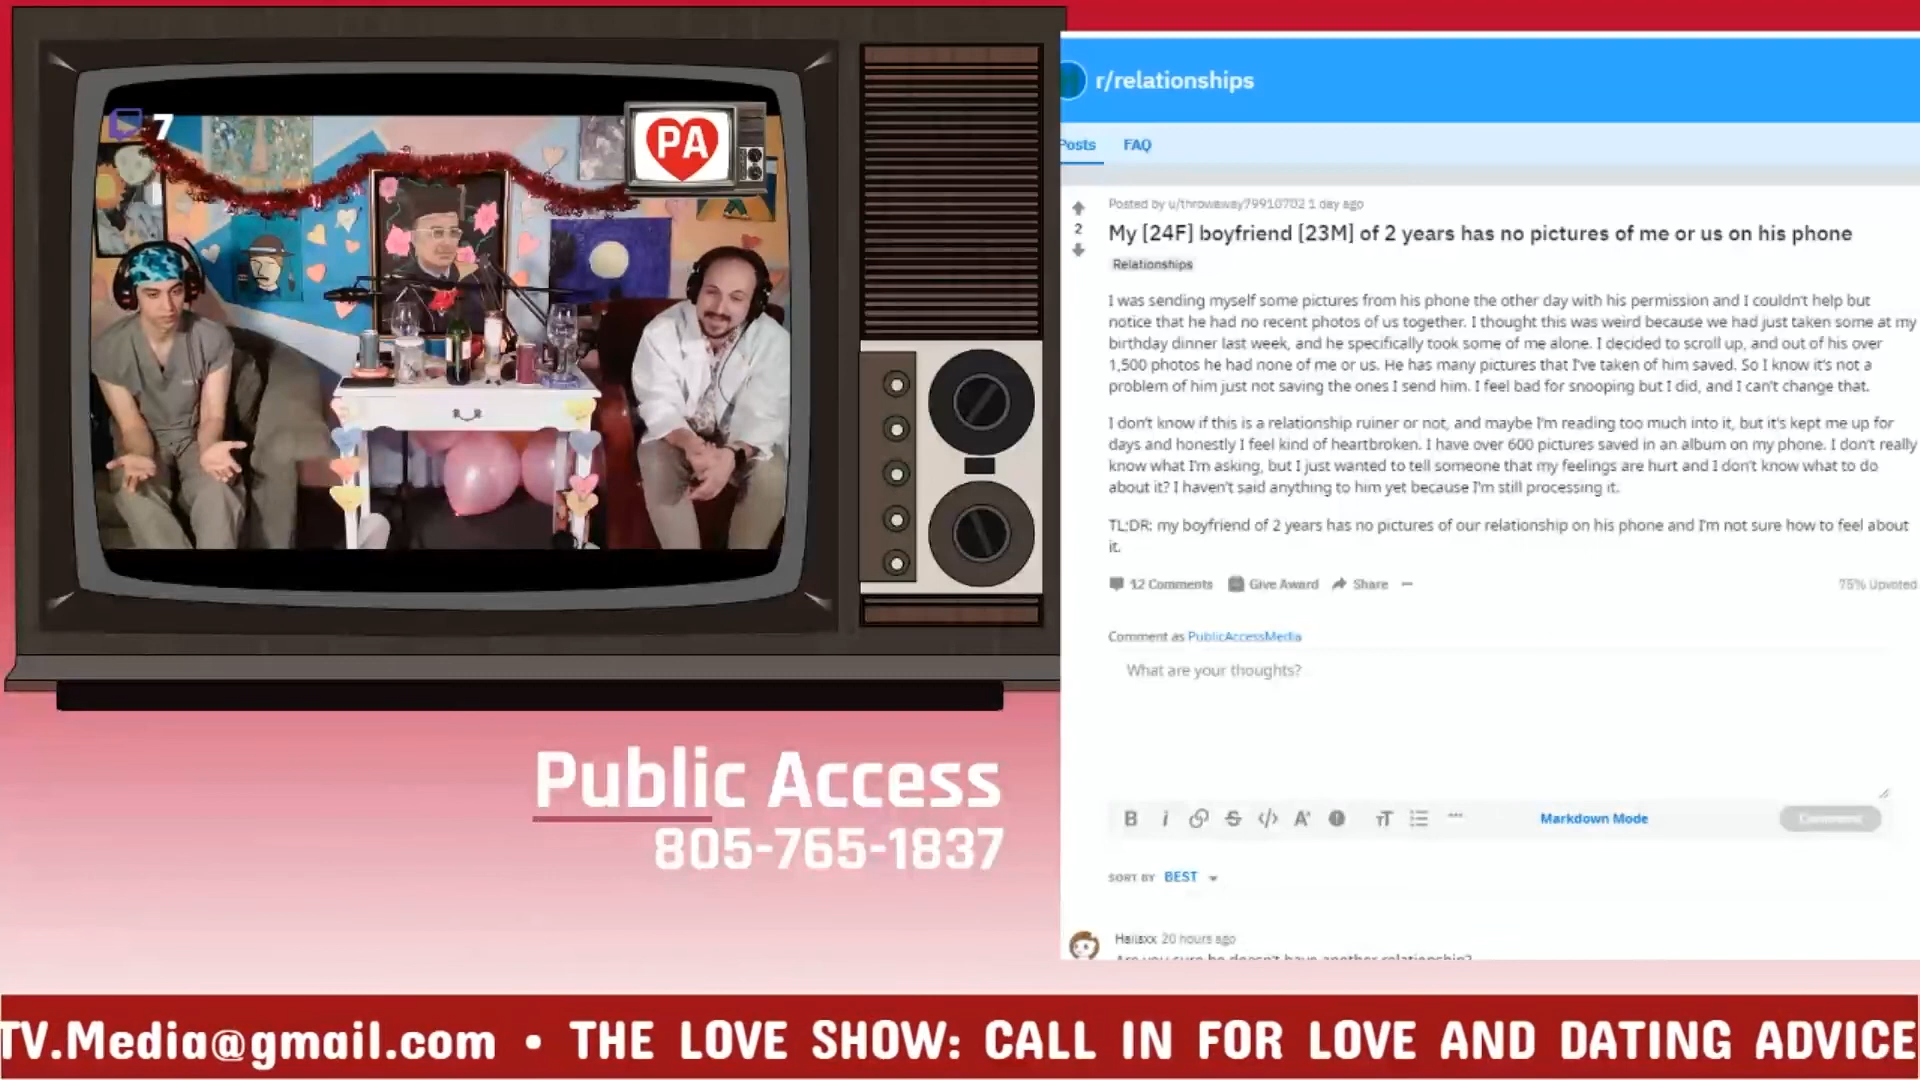 7
PA
Public Access
805-765-1837
r/relationships
Posts
FAQ
Posted by u/throwaway79910702 1 day ago
2
My [24F] boyfriend [23M] of 2 years has no pictures of me or us on his phone
Relationships
I was sending myself some pictures from his phone the other day with his permission and I couldn't help but
notice that he had no recent photos of us together. I thought this was weird because we had just taken some at my
birthday dinner last week, and he specifically took some of me alone. I decided to scroll up, and out of his over
1,500 photos he had none of me or us. He has many pictures that I've taken of him saved. So I know it's not a
problem of him just not saving the ones I send him. I feel bad for snooping but I did, and I can't change that.
I don't know if this is a relationship ruiner or not, and maybe I'm reading too much into it, but it's kept me up for
days and honestly I feel kind of heartbroken. I have over 600 pictures saved in an album on my phone. I don't really
know what I'm asking, but I just wanted to tell someone that my feelings are hurt and I don't know what to do
about it? I haven't said anything to him yet because I'm still processing it.
TL;DR: my boyfriend of 2 years has no pictures of our relationship on his phone and I'm not sure how to feel about
it.
12 Comments Give Award Share
75% Upvoted
Comment as PublicAccessMedia
What are your thoughts?
Markdown Mode
Comment
SORT BY BEST
Hailsxx 20 hours ago
Are you sure he doesn't have another relationship?
TV.Media@gmail.com • THE LOVE SHOW: CALL IN FOR LOVE AND DATING ADVICE